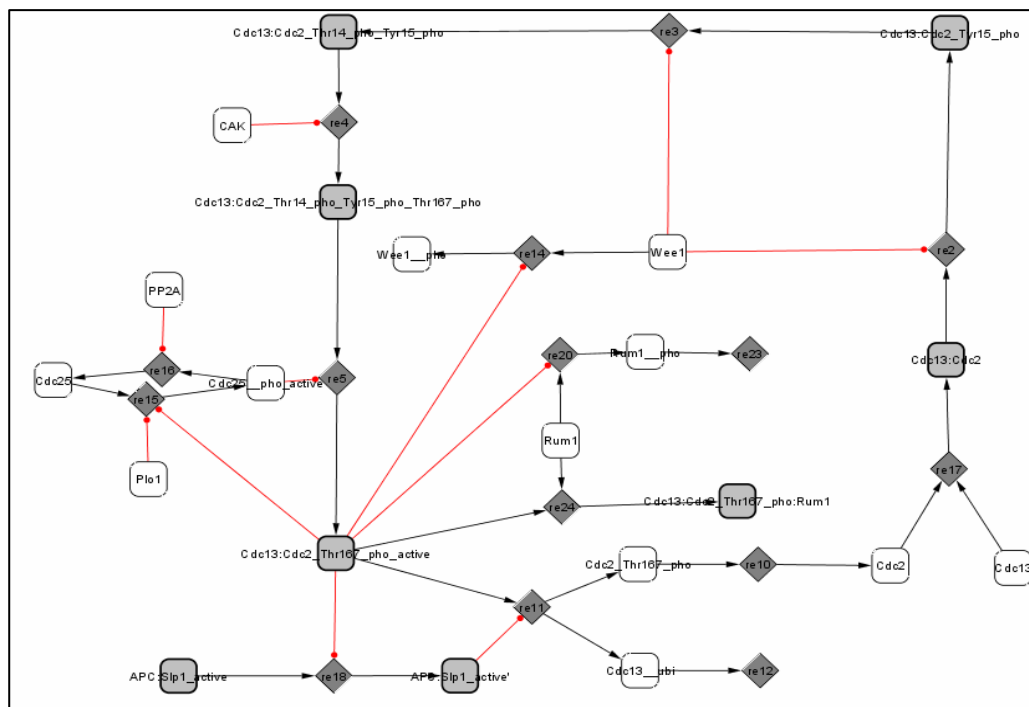 Cdc13:Cdc2_Thr14_pho_Tyr15_pho
re3
Cdc13:Cdc2_Tyr15_pho
CAK
re4
Cdc13:Cdc2_Thr14_pho_Tyr15_pho_Thr167_pho
Wee1__pho
re14
Wee1
re2
PP2A
re20
Rum1__pho
re23
Cdc13:Cdc2
re16
Cdc25
Cdc25__pho_active
re5
re15
Rum1
Plo1
re17
re24
Cdc13:Cdc2_Thr167_pho:Rum1
Cdc13:Cdc2_Thr167_pho_active
Cdc2_Thr167_pho
re10
Cdc2
Cdc13
re11
APC:Slp1_active
re18
APC:Slp1_active'
Cdc13__ubi
re12